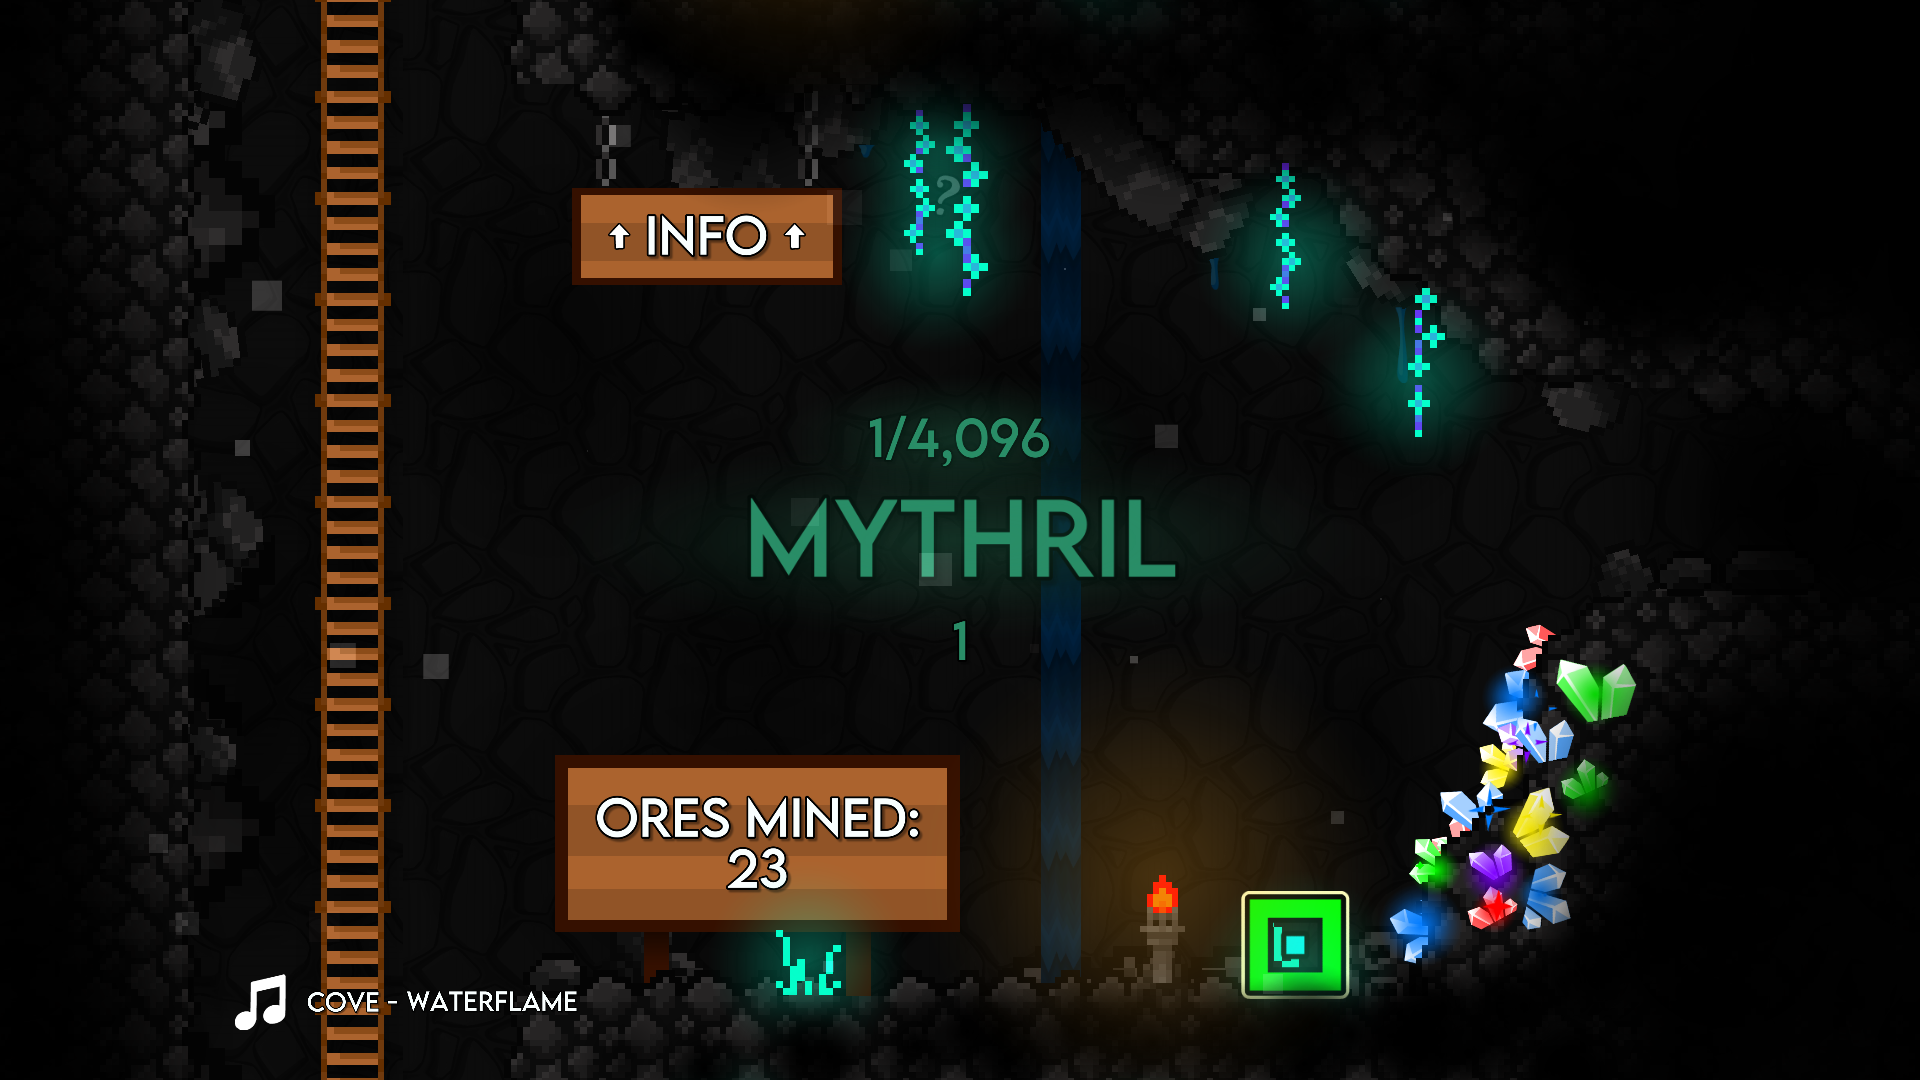 ↑ INFO ↑
?
1/4,096
MYTHRIL
1
ORES MINED:
23
COVE - WATERFLAME